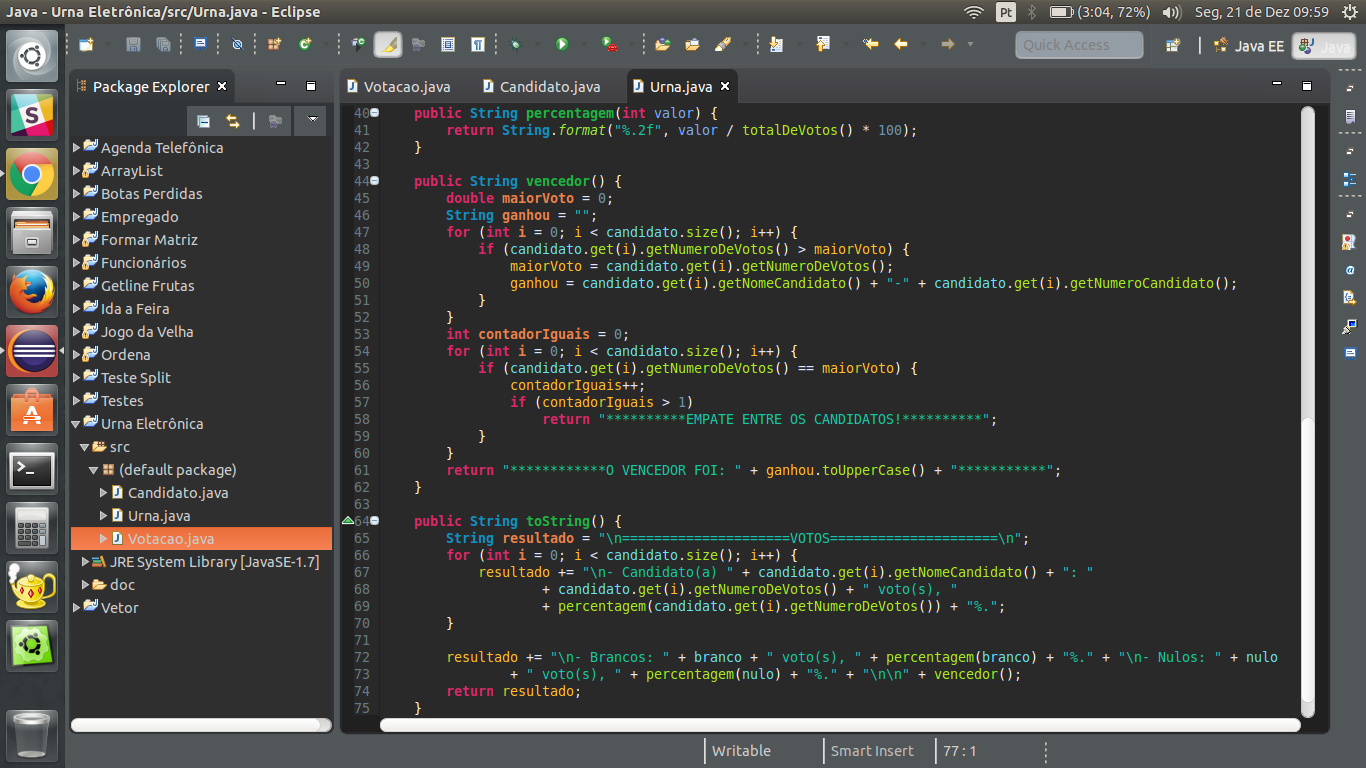 Java - Urna Eletrônica/src/Urna.java - Eclipse
Pt
(3:04, 72%)
Seg, 21 de Dez 09:59
Quick Access
Java EE
Java
Package Explorer
Agenda Telefônica
ArrayList
Botas Perdidas
Empregado
Formar Matriz
Funcionários
Getline Frutas
Ida a Feira
Jogo da Velha
Ordena
Teste Split
Testes
Urna Eletrônica
src
(default package)
Candidato.java
Urna.java
Votacao.java
JRE System Library [JavaSE-1.7]
doc
Vetor
Votacao.java
Candidato.java
Urna.java
40 public String percentagem(int valor) {
41 return String.format("%.2f", valor / totalDeVotos() * 100);
42 }
43
44 public String vencedor() {
45 double maiorVoto = 0;
46 String ganhou = "";
47 for (int i = 0; i < candidato.size(); i++) {
48 if (candidato.get(i).getNumeroDeVotos() > maiorVoto) {
49 maiorVoto = candidato.get(i).getNumeroDeVotos();
50 ganhou = candidato.get(i).getNomeCandidato() + "-" + candidato.get(i).getNumeroCandidato();
51 }
52 }
53 int contadorIguais = 0;
54 for (int i = 0; i < candidato.size(); i++) {
55 if (candidato.get(i).getNumeroDeVotos() == maiorVoto) {
56 contadorIguais++;
57 if (contadorIguais > 1)
58 return "**********EMPATE ENTRE OS CANDIDATOS!**********";
59 }
60 }
61 return "************O VENCEDOR FOI: " + ganhou.toUpperCase() + "***********";
62 }
63
64 public String toString() {
65 String resultado = "\n=====================VOTOS=====================\n";
66 for (int i = 0; i < candidato.size(); i++) {
67 resultado += "\n- Candidato(a) " + candidato.get(i).getNomeCandidato() + ": "
68 + candidato.get(i).getNumeroDeVotos() + " voto(s), "
69 + percentagem(candidato.get(i).getNumeroDeVotos()) + "%.";
70 }
71
72 resultado += "\n- Brancos: " + branco + " voto(s), " + percentagem(branco) + "%." + "\n- Nulos: " + nulo
73 + " voto(s), " + percentagem(nulo) + "%." + "\n\n" + vencedor();
74 return resultado;
75 }
Writable
Smart Insert
77 : 1